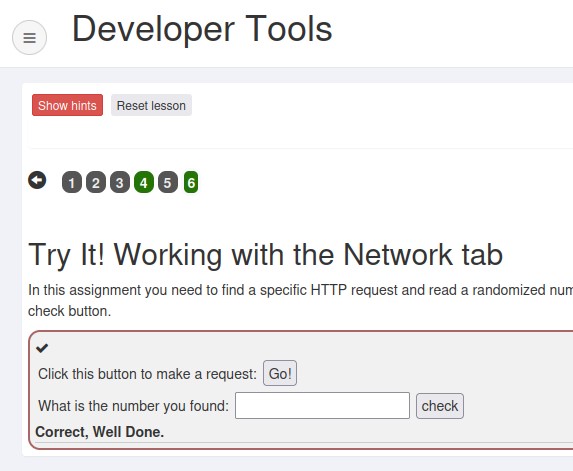 Developer Tools
Show hints Reset lesson
1 2 3 4 5 6
Try It! Working with the Network tab
In this assignment you need to find a specific HTTP request and read a randomized
check button.
Click this button to make a request: Go!
What is the number you found: check
Correct, Well Done.